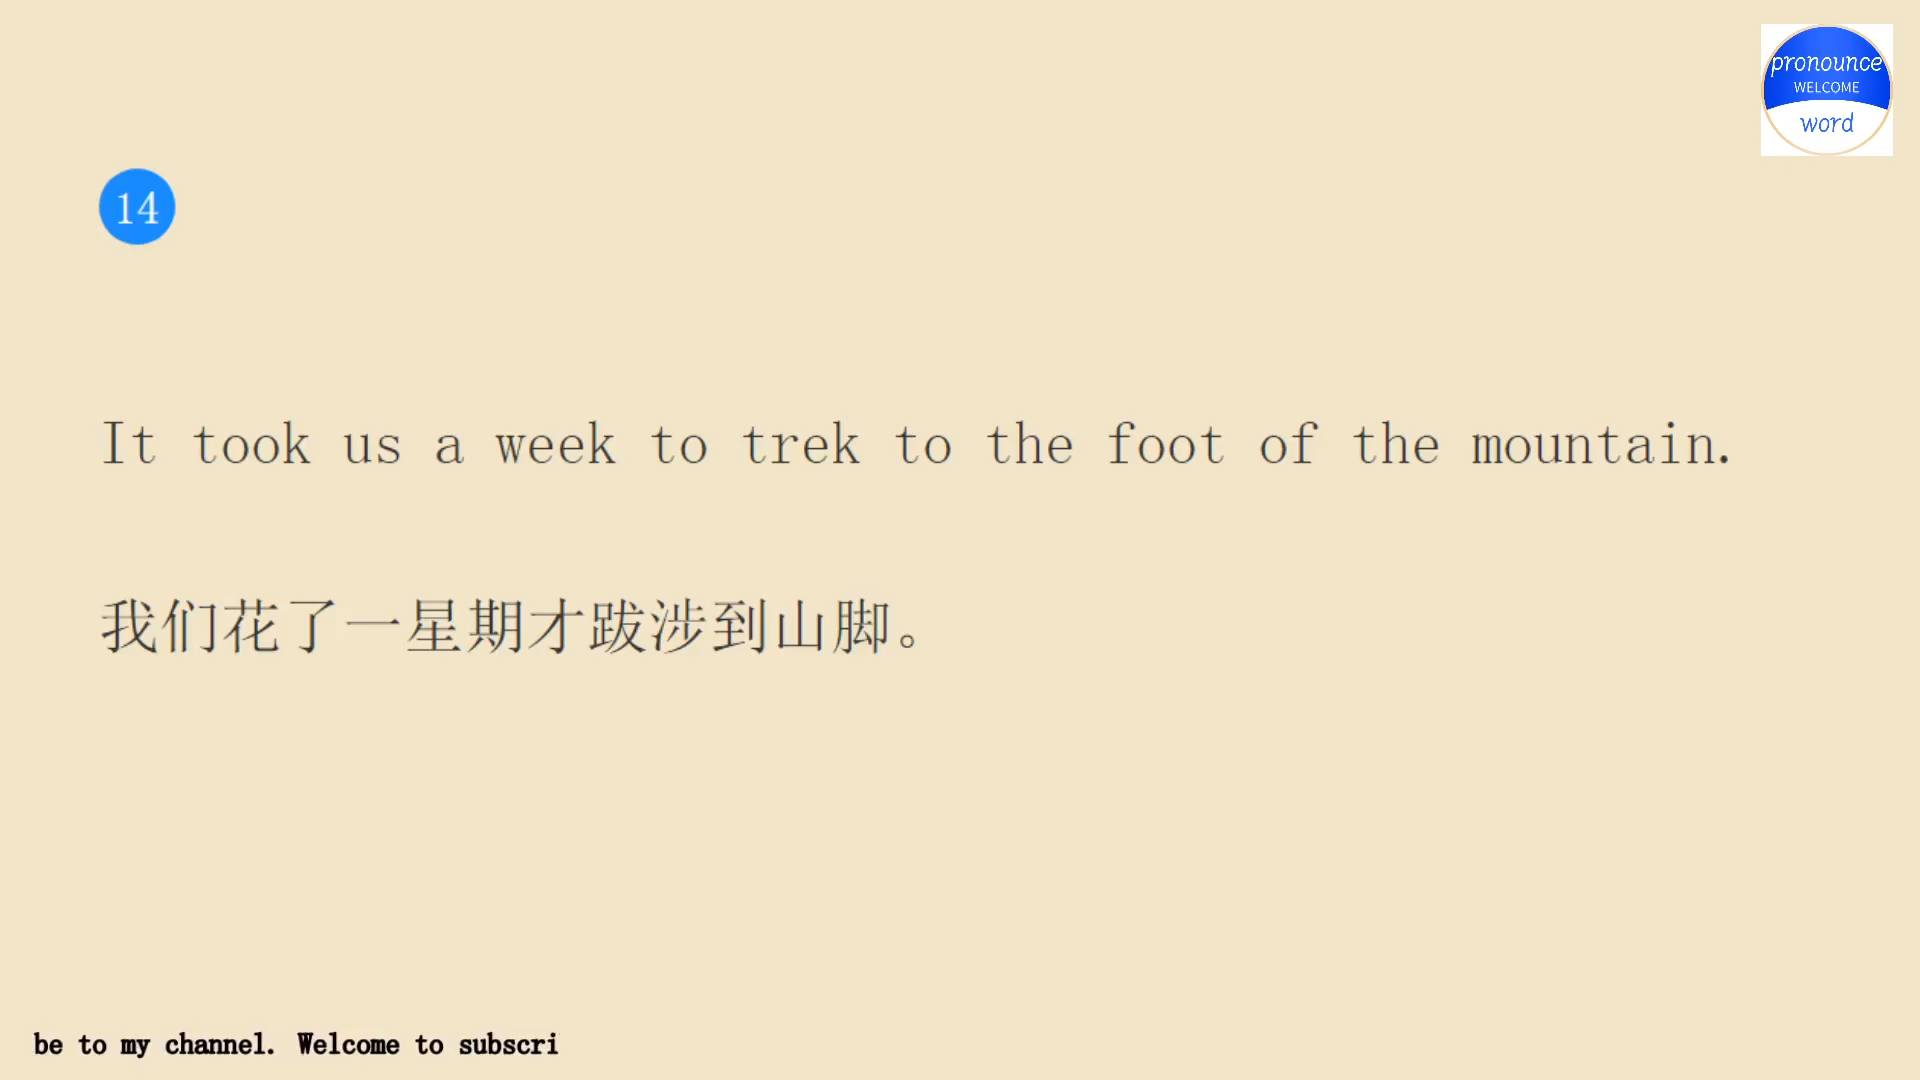 pronounce
WELCOME
word
14
It took us a week to trek to the foot of the mountain.
我们花了一星期才跋涉到山脚。
be to my channel. Welcome to subscri